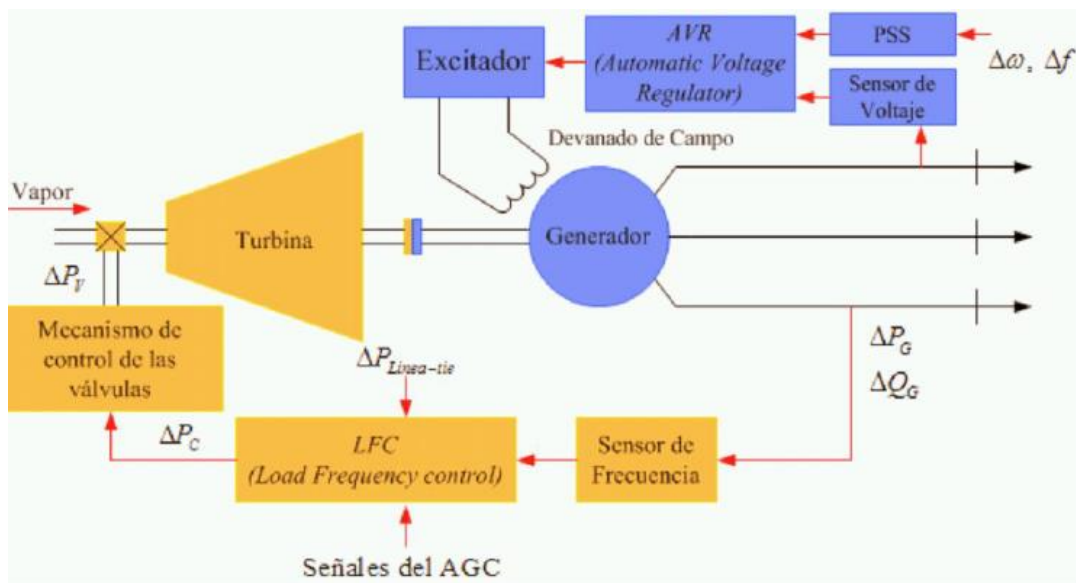 Excitador
AVR
(Automatic Voltage
Regulator)
PSS
Δω, Δf
Sensor de
Voltaje
Devanado de Campo
Vapor
Turbina
Generador
ΔP_V
Mecanismo de
control de las
válvulas
ΔP_Linea-tie
ΔP_G
ΔQ_G
ΔP_C
LFC
(Load Frequency control)
Sensor de
Frecuencia
Señales del AGC